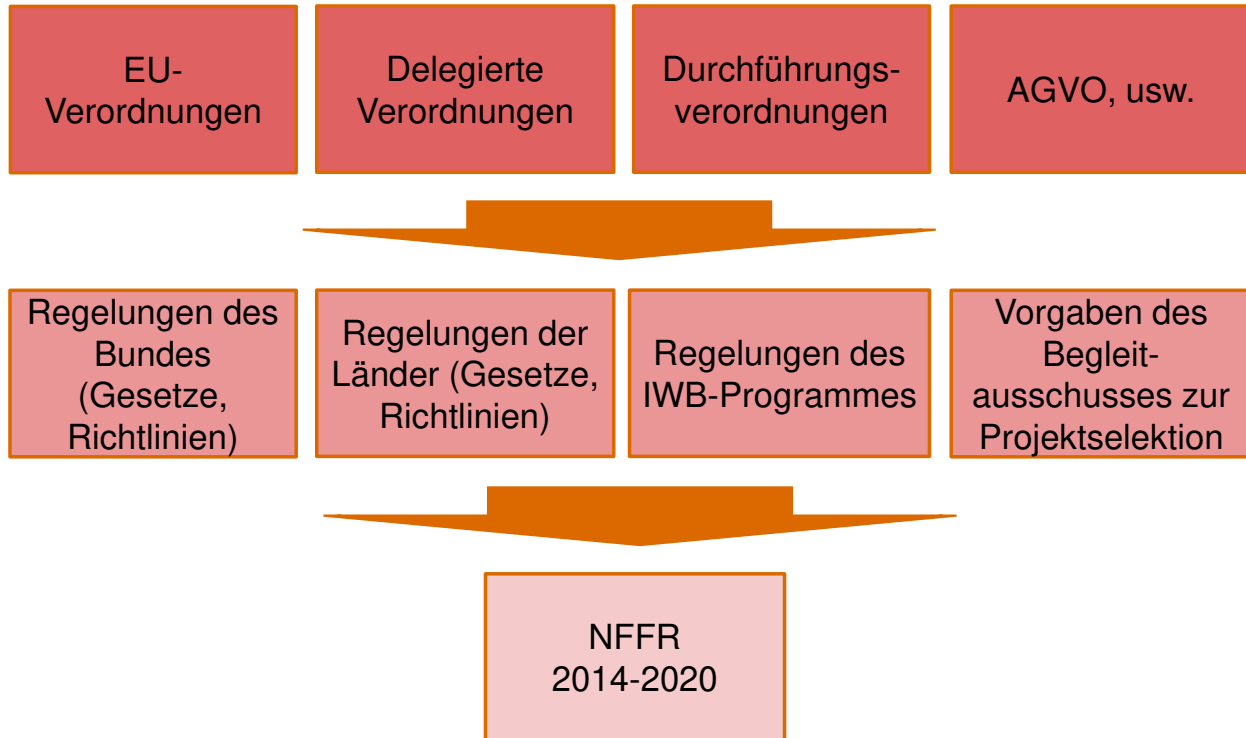 EU-
Verordnungen
Delegierte
Verordnungen
Durchführungs-
verordnungen
AGVO, usw.
Regelungen des
Bundes
(Gesetze,
Richtlinien)
Regelungen der
Länder (Gesetze,
Richtlinien)
Regelungen des
IWB-Programmes
Vorgaben des
Begleit-
ausschusses zur
Projektselektion
NFFR
2014-2020